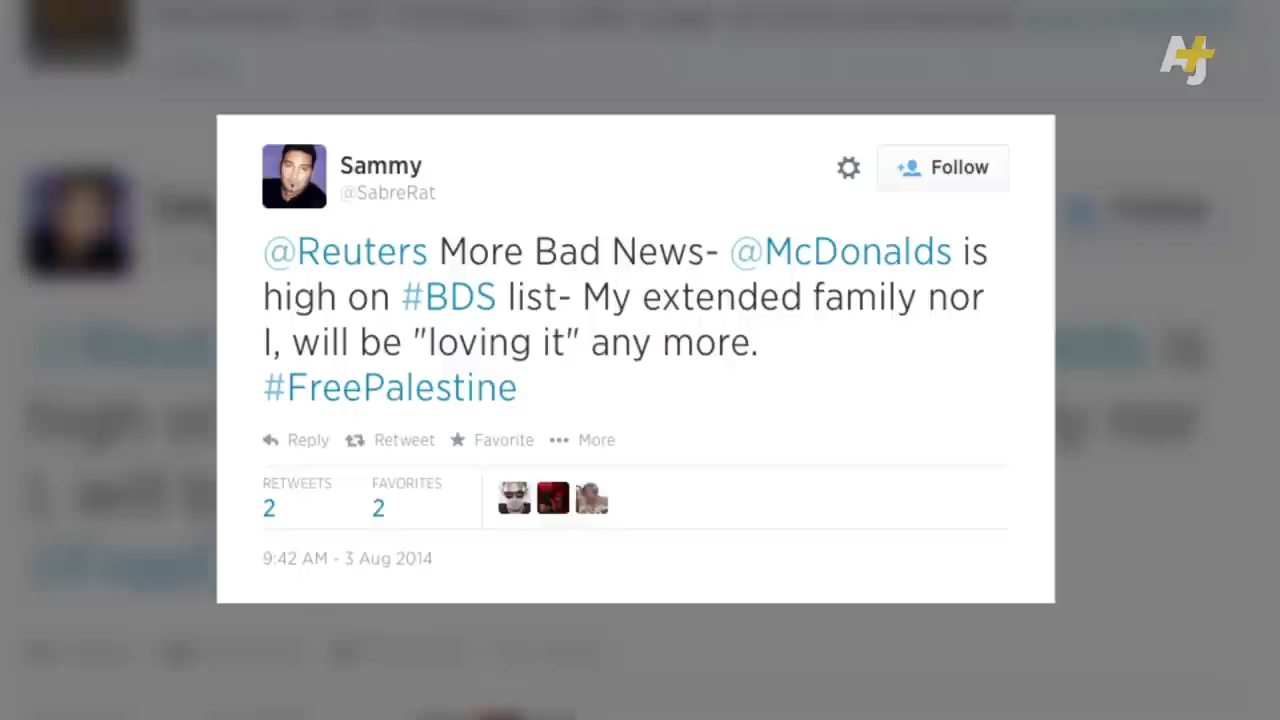 AJ+
Sammy
@SabreRat
Follow
@Reuters More Bad News- @McDonalds is
high on #BDS list- My extended family nor
I, will be "loving it" any more.
#FreePalestine
Reply Retweet Favorite More
RETWEETS FAVORITES
2 2
9:42 AM - 3 Aug 2014